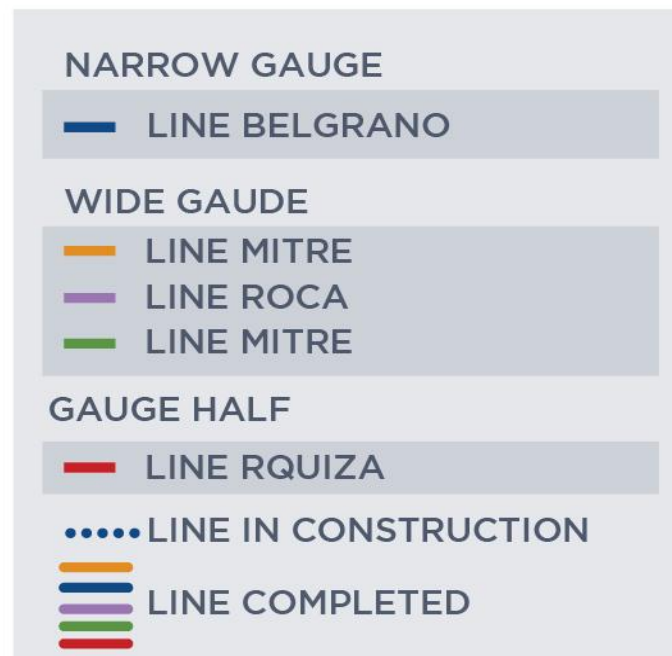 NARROW GAUGE
LINE BELGRANO
WIDE GAUDE
LINE MITRE
LINE ROCA
LINE MITRE
GAUGE HALF
LINE RQUIZA
LINE IN CONSTRUCTION
LINE COMPLETED